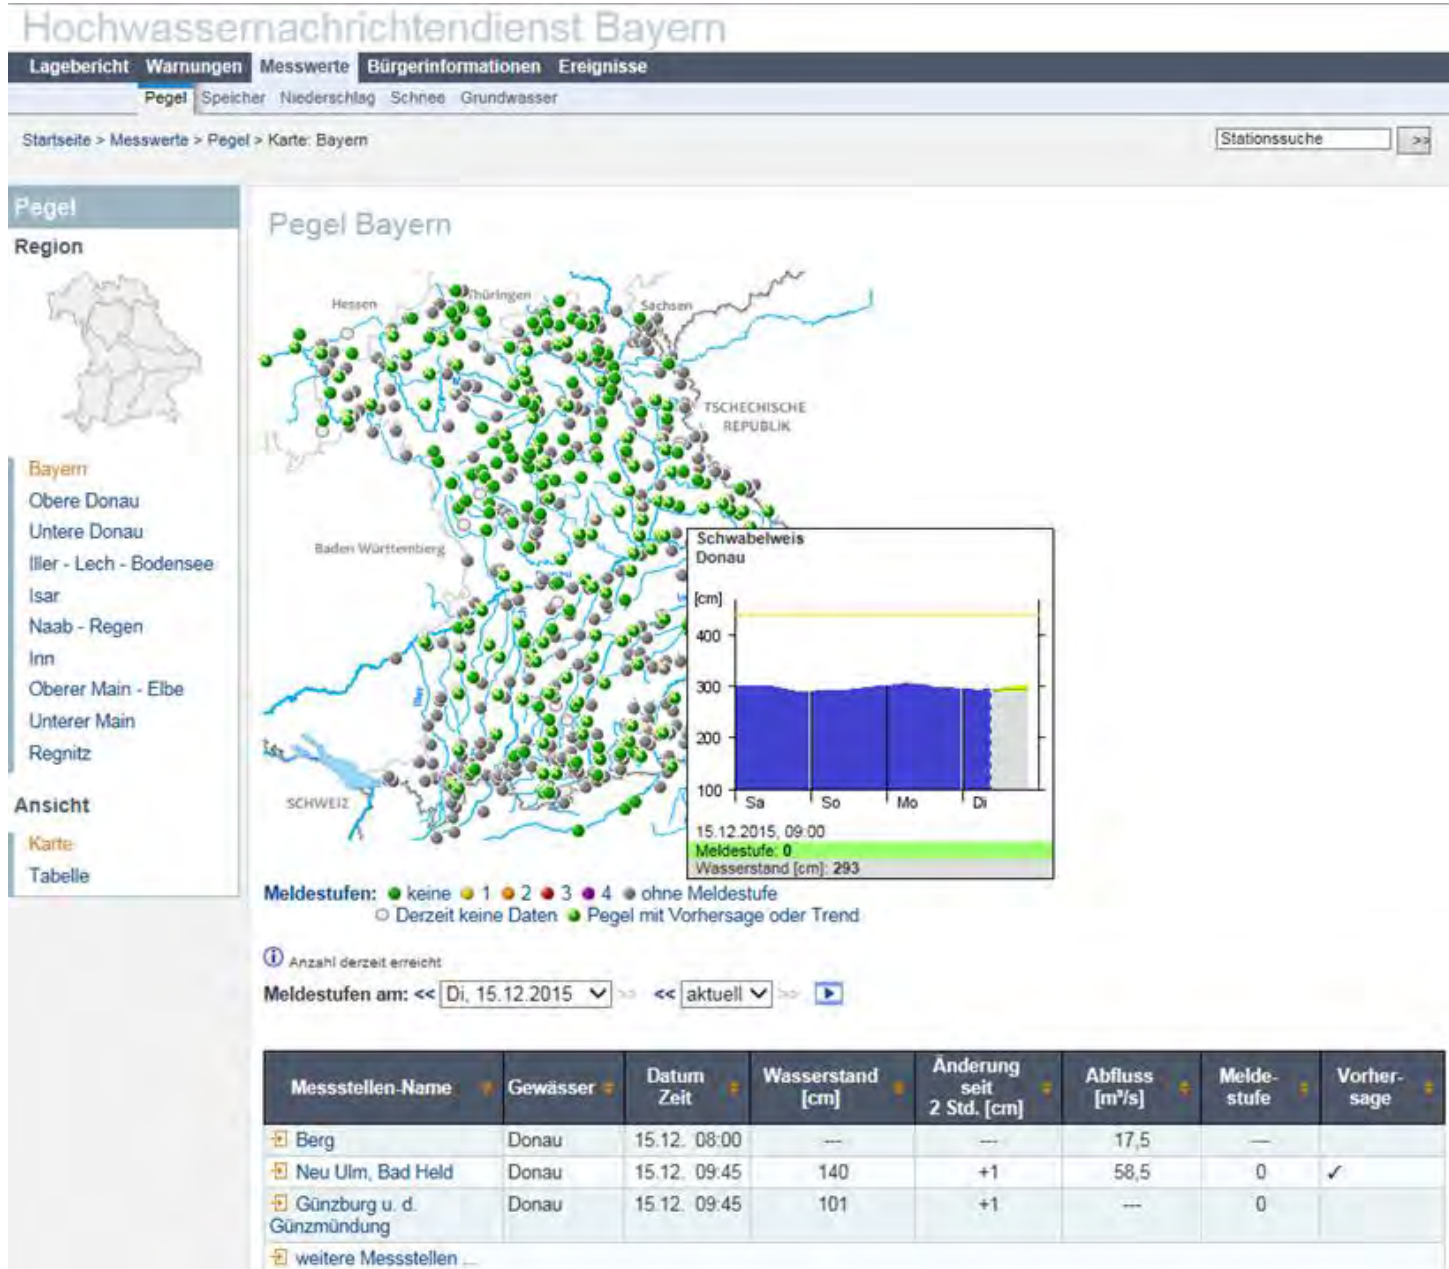 Hochwassernachrichtendienst Bayern
Lagebericht Warnungen Messwerte Bürgerinformationen Ereignisse
Pegel Speicher Niederschlag Schnee Grundwasser
Startseite > Messwerte > Pegel > Karte: Bayern
Stationssuche >>
Pegel
Region
Bayern
Obere Donau
Untere Donau
Iller - Lech - Bodensee
Isar
Naab - Regen
Inn
Oberer Main - Elbe
Unterer Main
Regnitz
Ansicht
Karte
Tabelle
Pegel Bayern
Hessen
Thüringen
Sachsen
TSCHECHISCHE
REPUBLIK
Baden Württemberg
Iller
SCHWEIZ
Schwabelweis
Donau
[cm]
400
300
200
100
Sa So Mo Di
15.12.2015, 09:00
Meldestufe: 0
Wasserstand [cm]: 293
Meldestufen: keine 1 2 3 4 ohne Meldestufe
Derzeit keine Daten Pegel mit Vorhersage oder Trend
Anzahl derzeit erreicht
Meldestufen am: << Di, 15.12.2015 >> << aktuell >>
Messstellen-Name Gewässer Datum Zeit Wasserstand [cm] Änderung seit 2 Std. [cm] Abfluss [m³/s] Melde-stufe Vorher-sage
Berg Donau 15.12. 08:00 --- --- 17,5 ---
Neu Ulm, Bad Held Donau 15.12. 09:45 140 +1 58,5 0 ✓
Günzburg u. d. Donau 15.12. 09:45 101 +1 --- 0
Günzmündung
weitere Messstellen ...